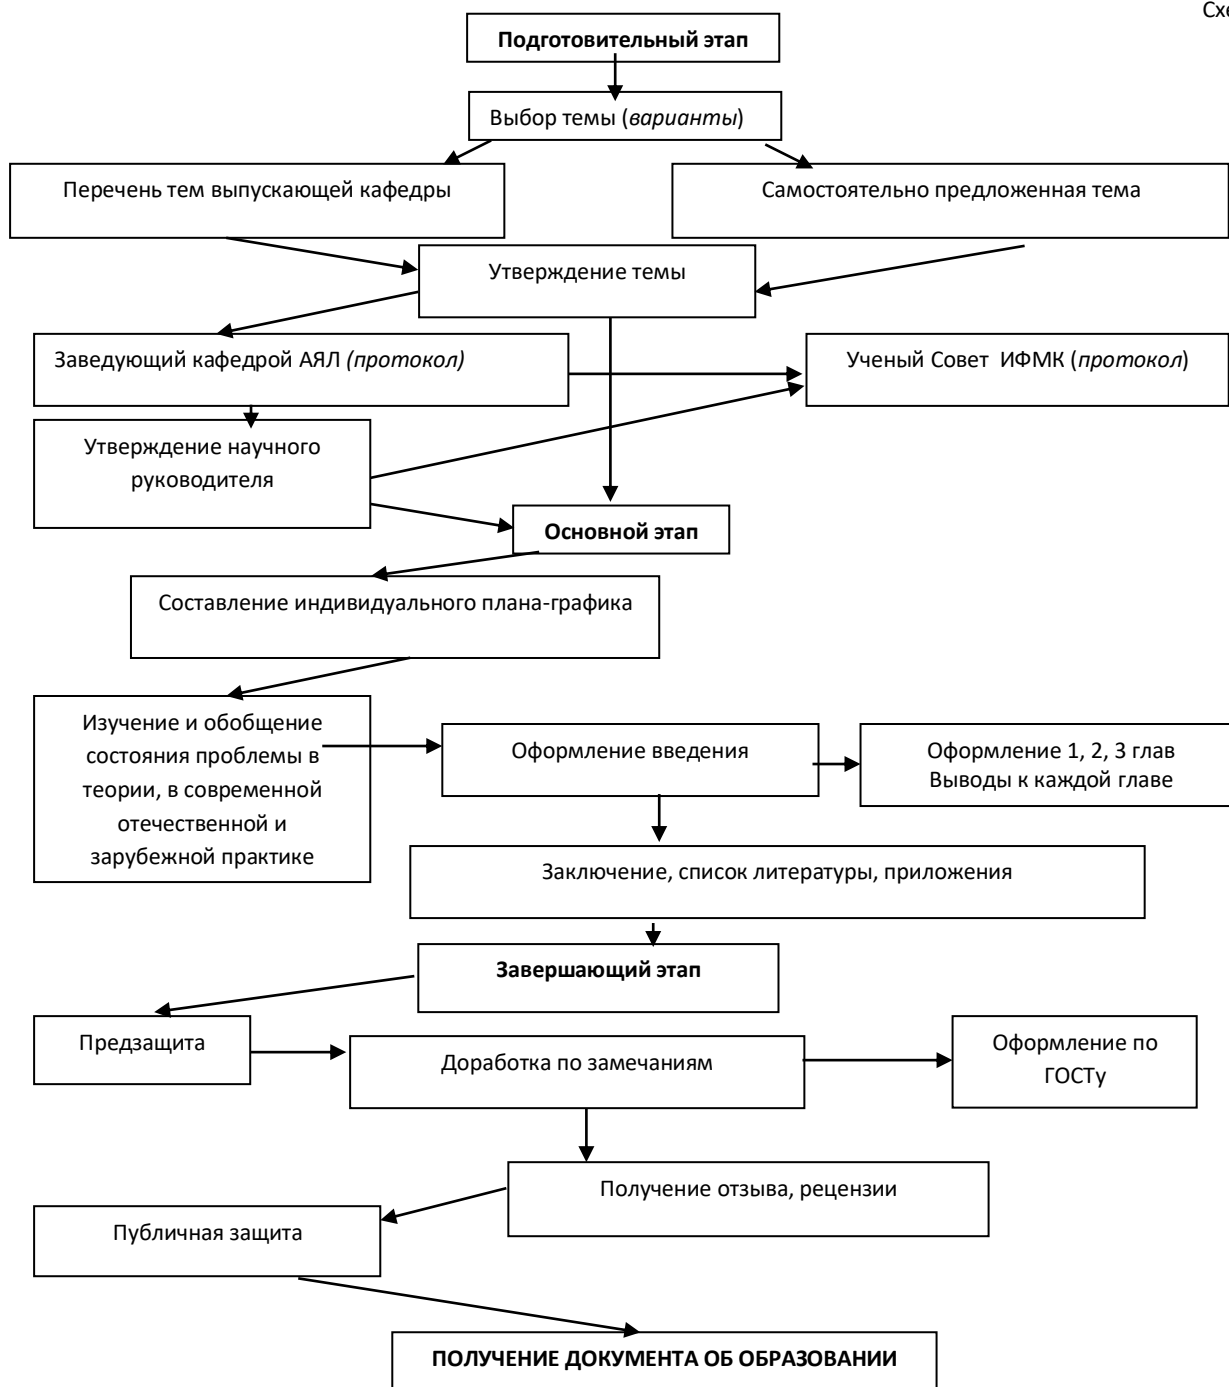 Схе
Подготовительный этап
Выбор темы (варианты)
Перечень тем выпускающей кафедры
Самостоятельно предложенная тема
Утверждение темы
Заведующий кафедрой АЯЛ (протокол)
Ученый Совет ИФМК (протокол)
Утверждение научного
руководителя
Основной этап
Составление индивидуального плана-графика
Изучение и обобщение
состояния проблемы в
теории, в современной
отечественной и
зарубежной практике
Оформление введения
Оформление 1, 2, 3 глав
Выводы к каждой главе
Заключение, список литературы, приложения
Завершающий этап
Предзащита
Доработка по замечаниям
Оформление по
ГОСТу
Получение отзыва, рецензии
Публичная защита
ПОЛУЧЕНИЕ ДОКУМЕНТА ОБ ОБРАЗОВАНИИ